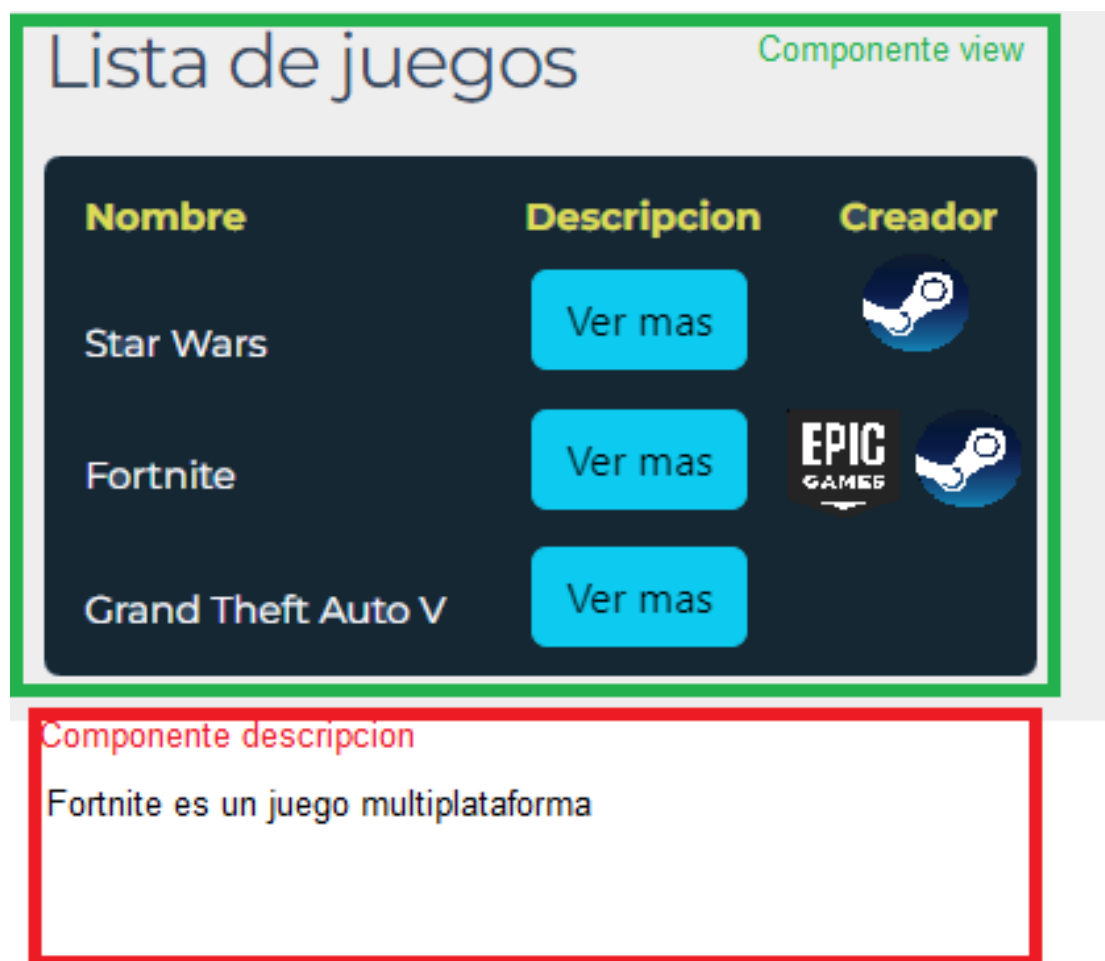 Lista de juegos Componente view
Nombre Descripcion Creador
Star Wars Ver mas
Fortnite Ver mas EPIC GAMES
Grand Theft Auto V Ver mas
Componente descripcion
Fortnite es un juego multiplataforma